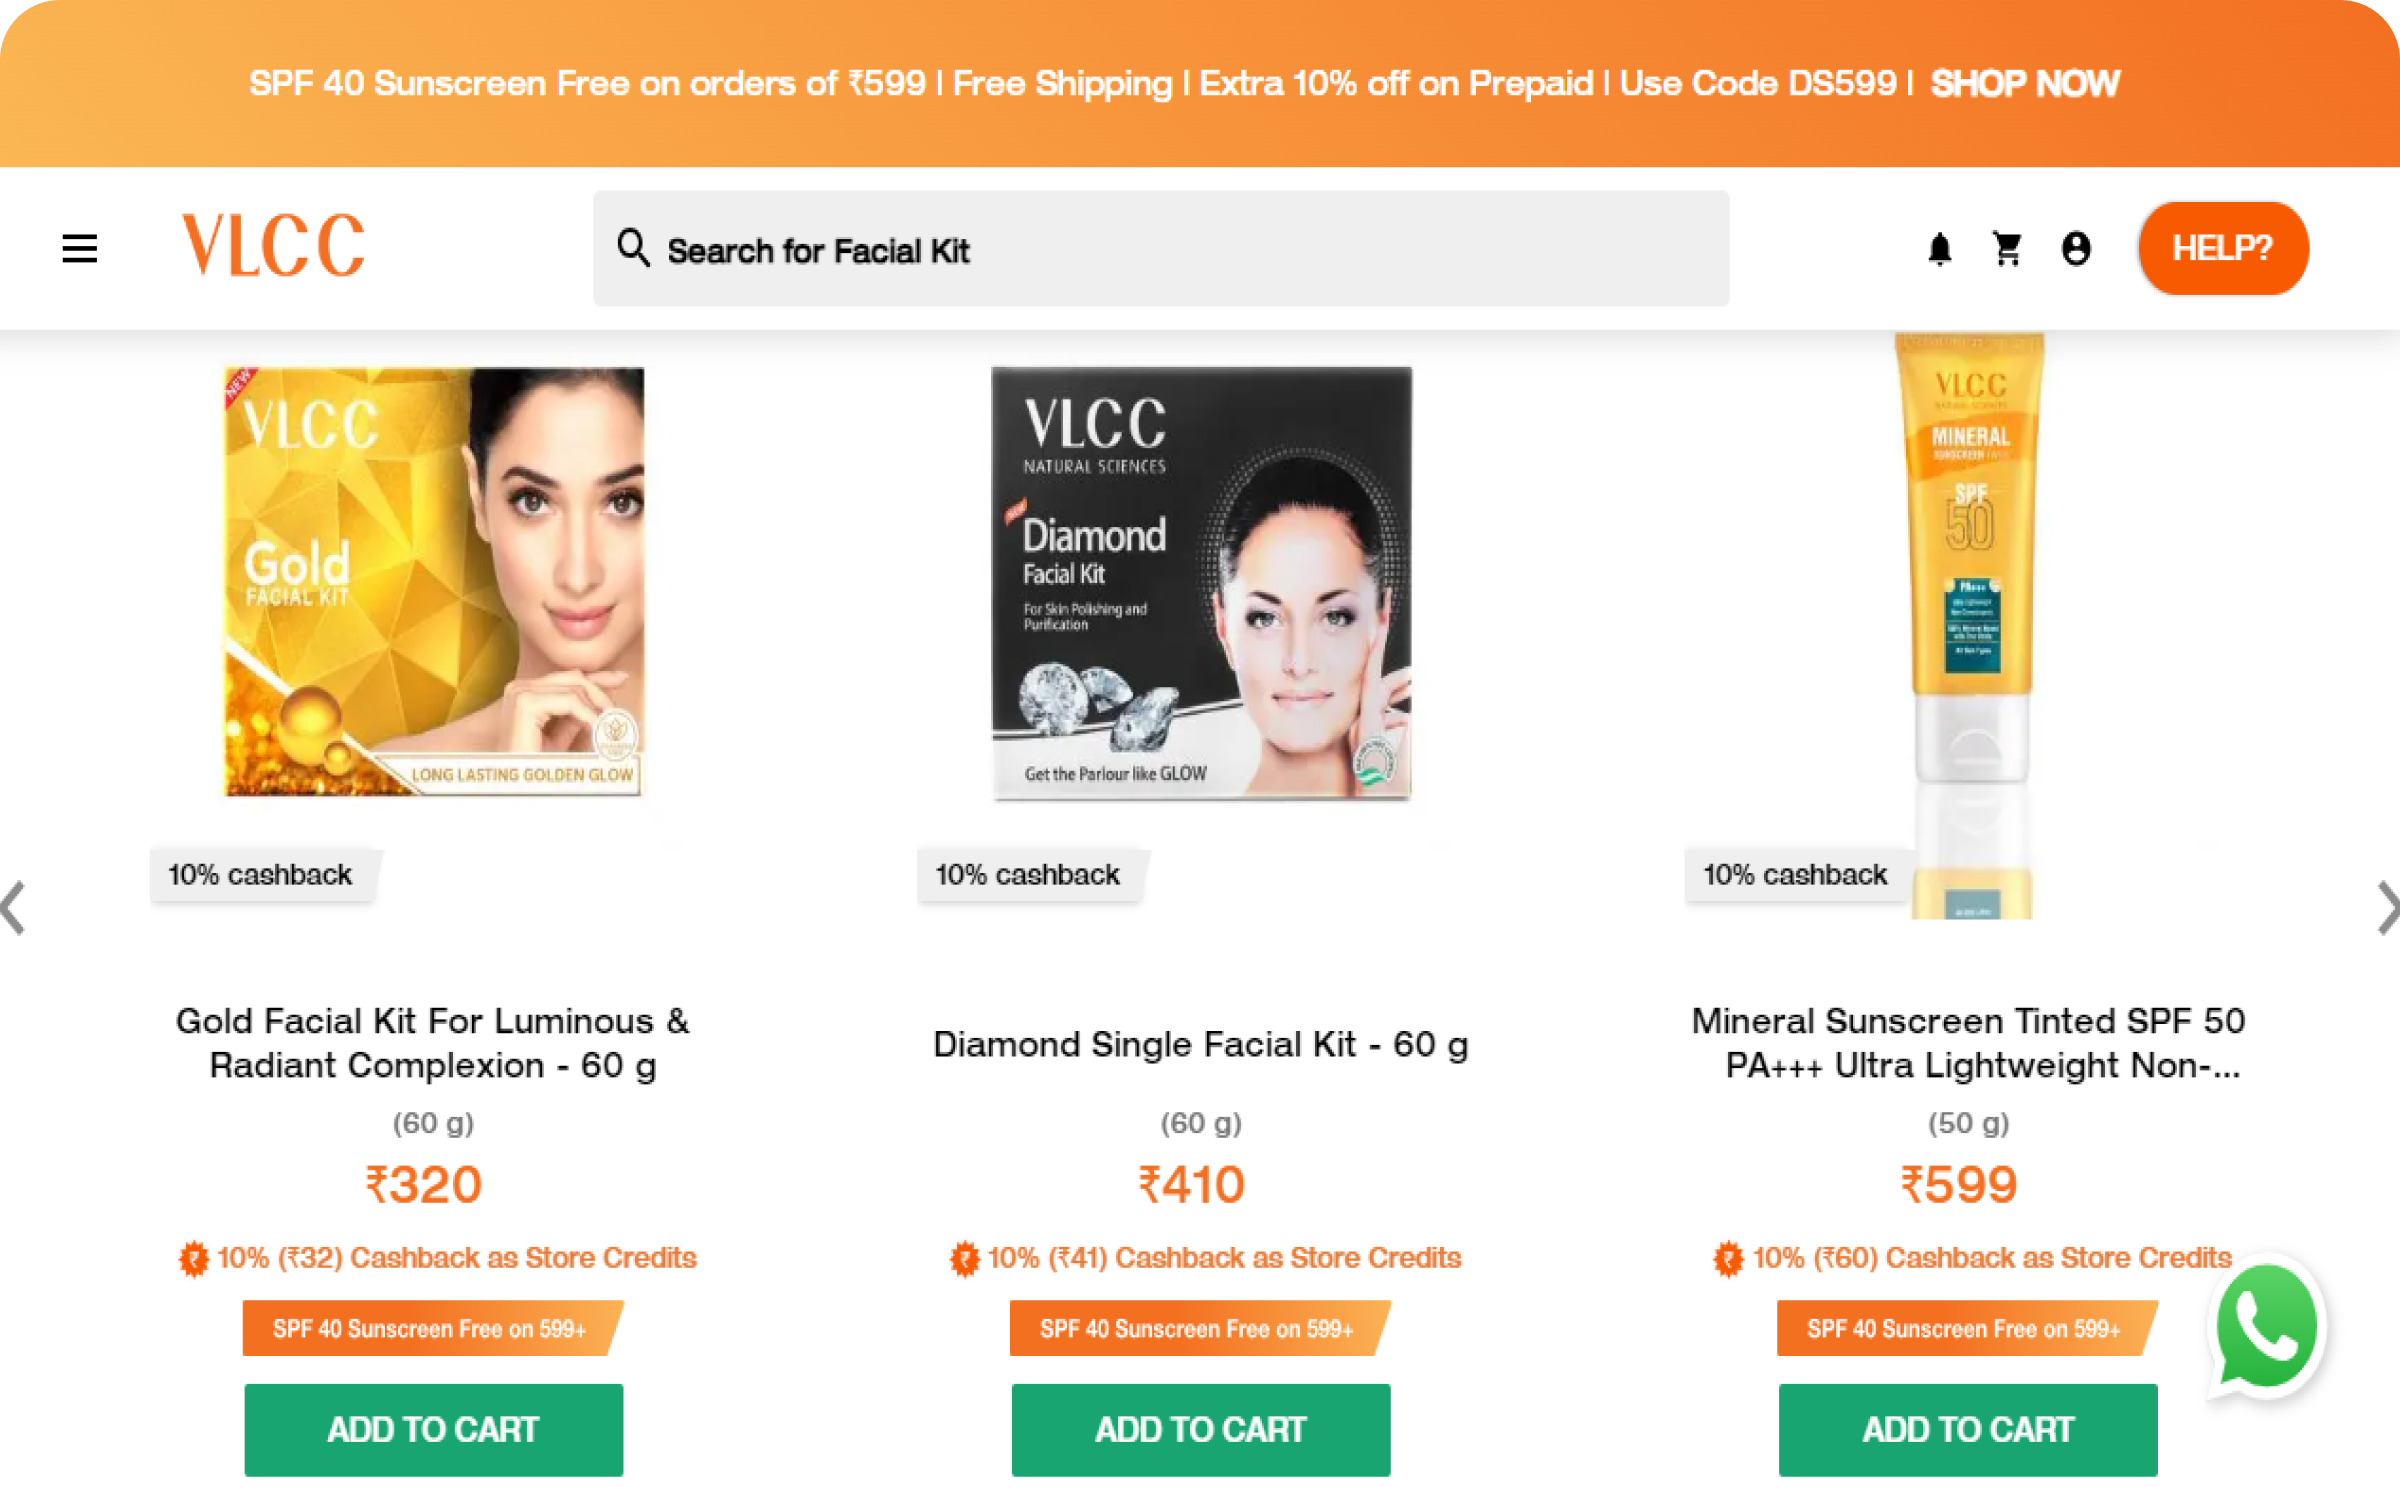 SPF 40 Sunscreen Free on orders of ₹599 | Free Shipping | Extra 10% off on Prepaid | Use Code DS599 | SHOP NOW
VLCC
Search for Facial Kit
HELP?
NEW
VLCC
Gold
FACIAL KIT
LONG LASTING GOLDEN GLOW
VLCC
NATURAL SCIENCES
Diamond
Facial Kit
For Skin Polishing and
Purification
Get the Parlour like GLOW
VLCC
NATURAL SCIENCES
MINERAL
SUNSCREEN
SPF
50
10% cashback
10% cashback
10% cashback
Gold Facial Kit For Luminous &
Radiant Complexion - 60 g
(60 g)
₹320
10% (₹32) Cashback as Store Credits
SPF 40 Sunscreen Free on 599+
ADD TO CART
Diamond Single Facial Kit - 60 g
(60 g)
₹410
10% (₹41) Cashback as Store Credits
SPF 40 Sunscreen Free on 599+
ADD TO CART
Mineral Sunscreen Tinted SPF 50
PA+++ Ultra Lightweight Non-...
(50 g)
₹599
10% (₹60) Cashback as Store Credits
SPF 40 Sunscreen Free on 599+
ADD TO CART